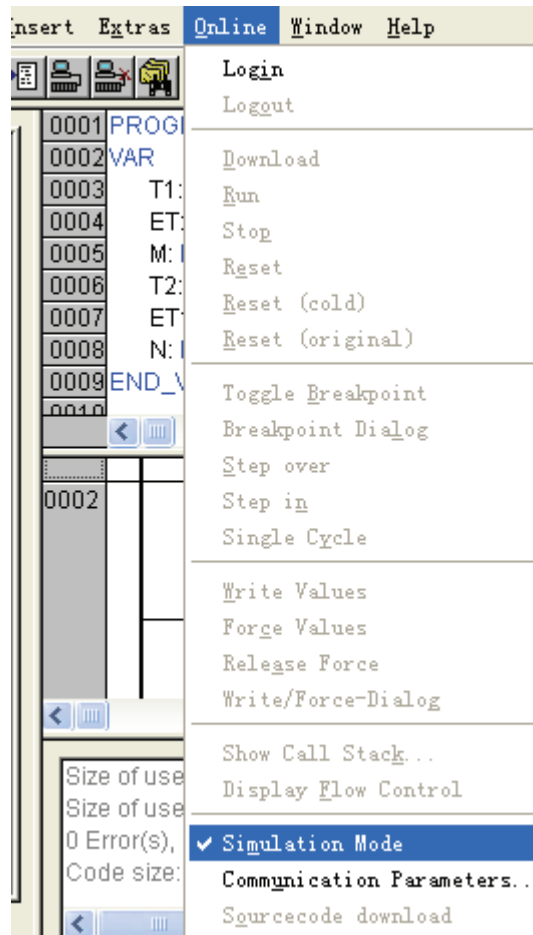 nsert Extras Online Window Help
Login
Logout
0001 PROG
0002 VAR
0003 T1:
0004 ET:
0005 M:
0006 T2:
0007 ET
0008 N:
0009 END_V
0010
Download
Run
Stop
Reset
Reset (cold)
Reset (original)
Toggle Breakpoint
Breakpoint Dialog
Step over
Step in
Single Cycle
0002
Write Values
Force Values
Release Force
Write/Force-Dialog
Show Call Stack...
Display Flow Control
Size of use
Size of use
0 Error(s),
Code size:
Simulation Mode
Communication Parameters..
Sourcecode download